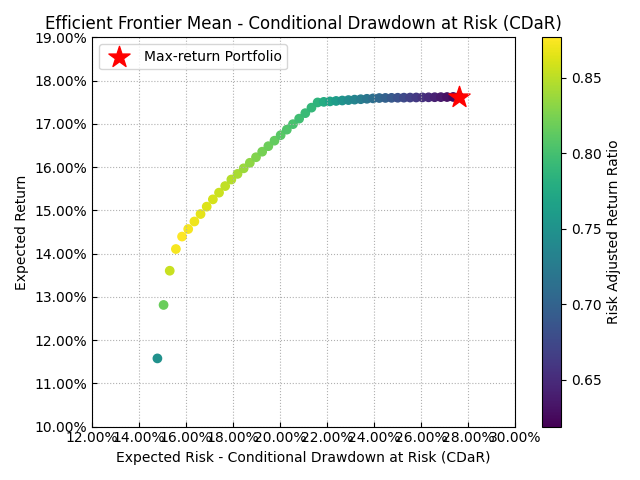 Efficient Frontier Mean - Conditional Drawdown at Risk (CDaR)
Max-return Portfolio
19.00%
18.00%
17.00%
16.00%
15.00%
14.00%
13.00%
12.00%
11.00%
10.00%
Expected Return
12.00% 14.00% 16.00% 18.00% 20.00% 22.00% 24.00% 26.00% 28.00% 30.00%
Expected Risk - Conditional Drawdown at Risk (CDaR)
0.85
0.80
0.75
0.70
0.65
Risk Adjusted Return Ratio